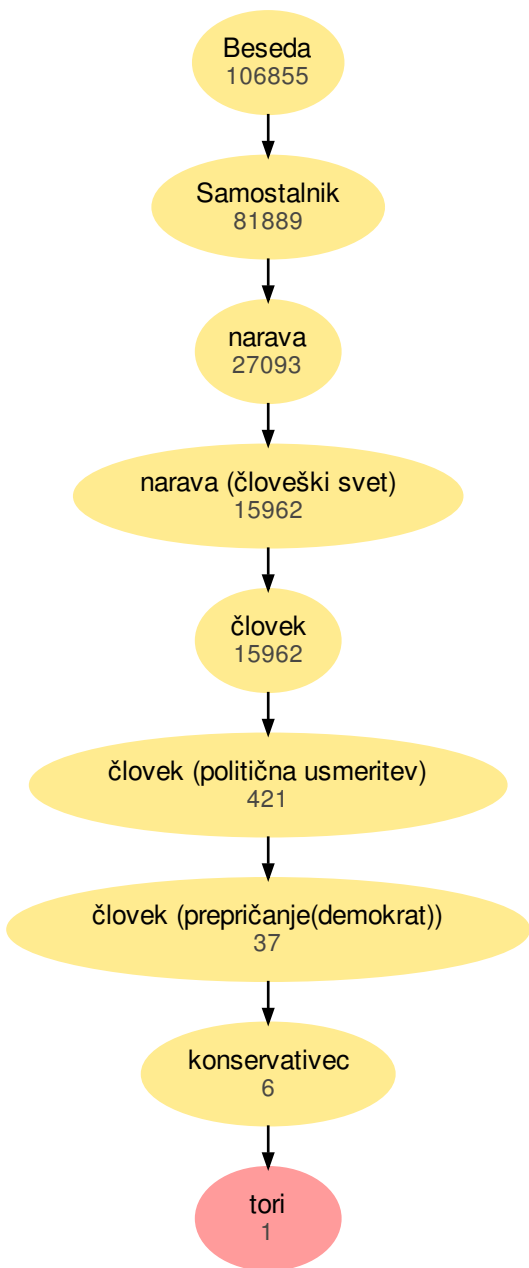 Beseda
106855
Samostalnik
81889
narava
27093
narava (človeški svet)
15962
človek
15962
človek (politična usmeritev)
421
človek (prepričanje(demokrat))
37
konservativec
6
tori
1